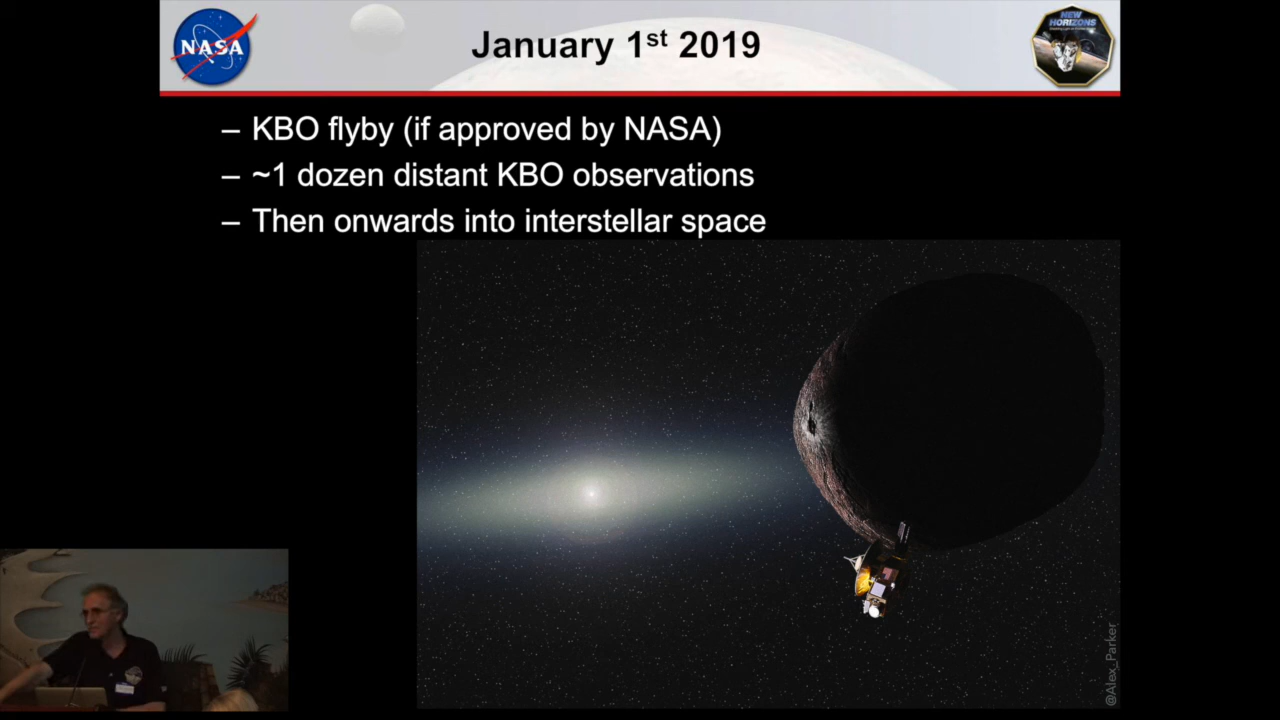 NASA
January 1st 2019
NEW HORIZONS
– KBO flyby (if approved by NASA)
– ~1 dozen distant KBO observations
– Then onwards into interstellar space
@Alex_Parker